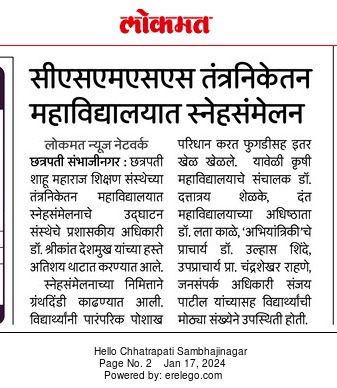 लोकमत
सीएसएमएसएस तंत्रनिकेतन
महाविद्यालयात स्नेहसंमेलन
लोकमत न्यूज नेटवर्क
छत्रपती संभाजीनगर : छत्रपती
शाहू महाराज शिक्षण संस्थेच्या
तंत्रनिकेतन महाविद्यालयात
स्नेहसंमेलनाचे उद्घाटन
संस्थेचे प्रशासकीय अधिकारी
डॉ. श्रीकांत देशमुख यांच्या हस्ते
अतिशय थाटात करण्यात आले.
स्नेहसंमेलनाच्या निमित्ताने
ग्रंथदिंडी काढण्यात आली.
विद्यार्थ्यांनी पारंपरिक पोशाख
परिधान करत फुगडीसह इतर
खेळ खेळले. यावेळी कृषी
महाविद्यालयाचे संचालक डॉ.
दत्तात्रय शेळके, दंत
महाविद्यालयाच्या अधिष्ठाता
डॉ. लता काळे, ‘अभियांत्रिकी’चे
प्राचार्य डॉ. उल्हास शिंदे,
उपप्राचार्य प्रा. चंद्रशेखर राहणे,
जनसंपर्क अधिकारी संजय
पाटील यांच्यासह विद्यार्थ्यांची
मोठ्या संख्येने उपस्थिती होती.
Hello Chhatrapati Sambhajinagar
Page No. 2 Jan 17, 2024
Powered by: erelego.com